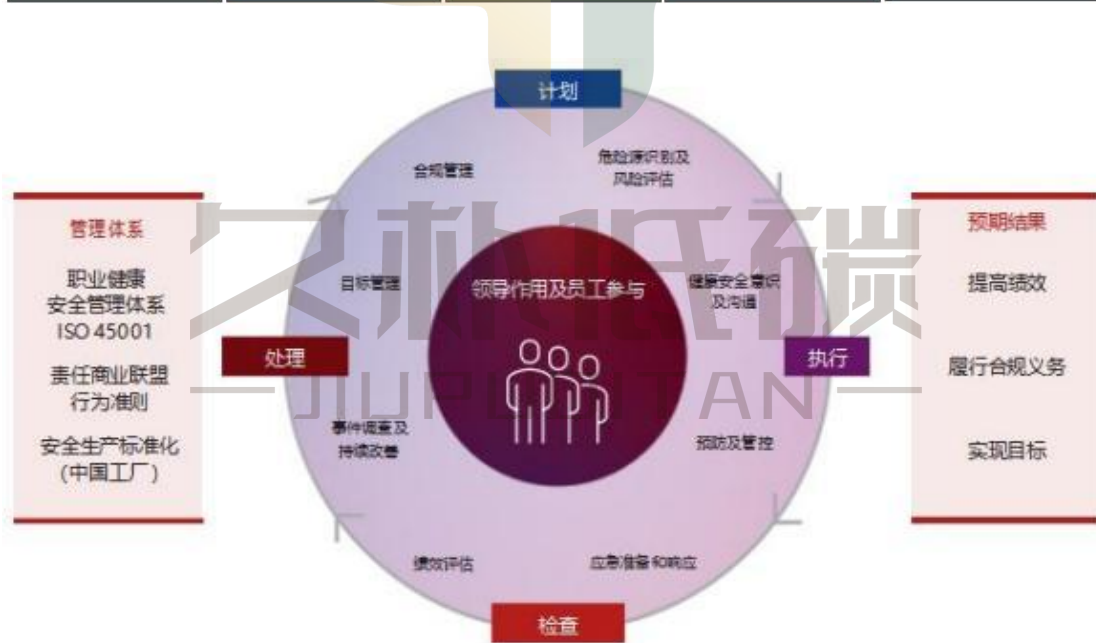 计划
合规管理
危险源识别及
风险评估
管理体系
职业健康
安全管理体系
ISO 45001
责任商业联盟
行为准则
安全生产标准化
(中国工厂)
目标管理
领导作用及员工参与
健康安全意识
及沟通
处理
执行
事件调查及
持续改善
预防及管控
绩效评估
应急准备和响应
检查
预期结果
提高绩效
履行合规义务
实现目标
久朴低碳
JIUPUDITAN